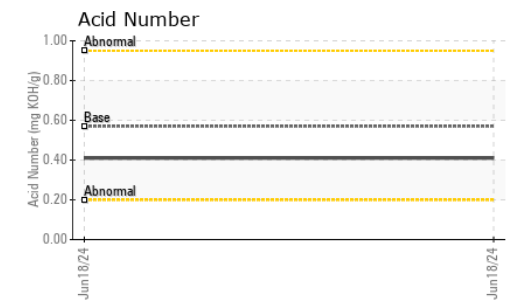 Acid Number
1.00
Abnormal
0.80
Base
0.60
0.40
Abnormal
0.20
0.00
Acid Number (mg KOH/g)
Jun18/24
Jun18/24